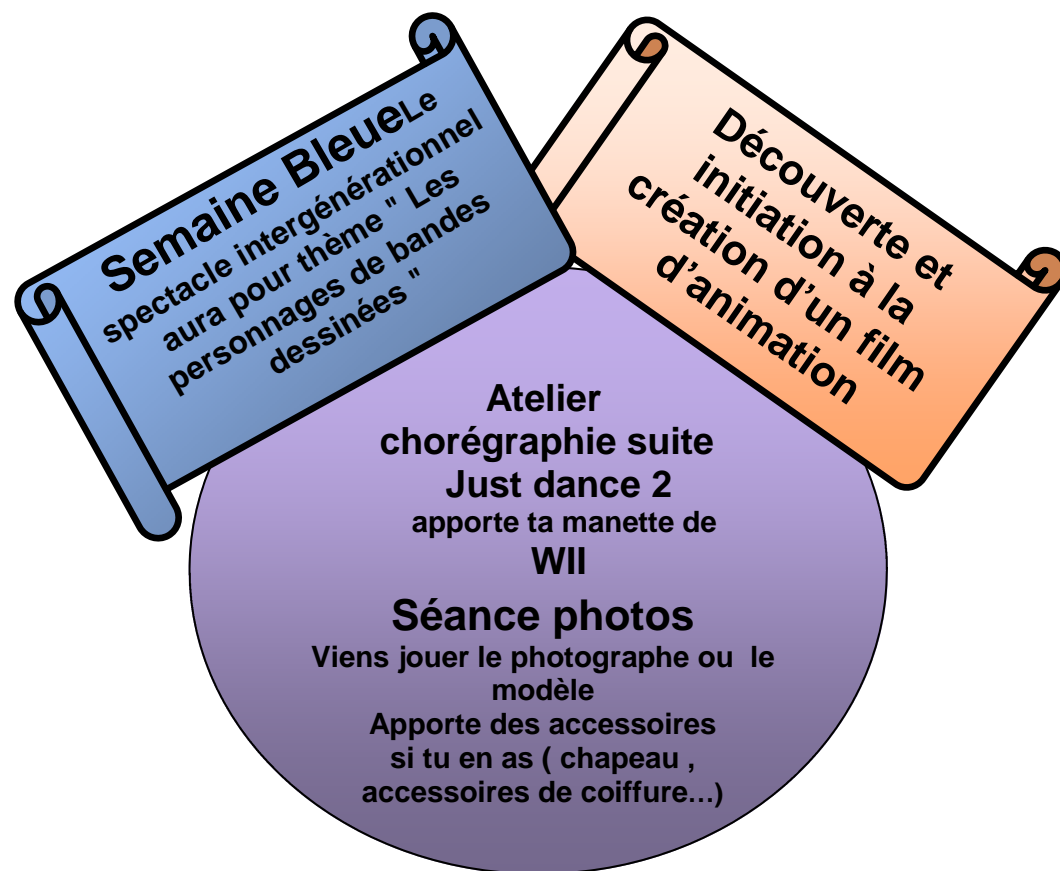 Semaine BleueLe
spectacle intergénérationnel
aura pour thème " Les
personnages de bandes
dessinées "
Découverte et
initiation à la
création d'un film
d'animation
Atelier
chorégraphie suite
Just dance 2
apporte ta manette de
WII
Séance photos
Viens jouer le photographe ou le
modèle
Apporte des accessoires
si tu en as ( chapeau ,
accessoires de coiffure...)